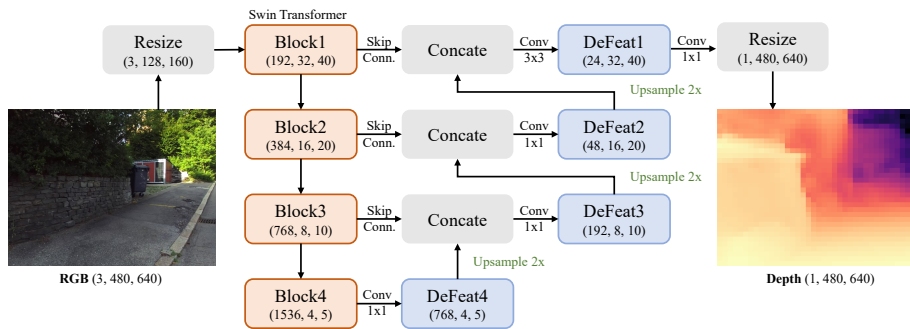 Swin Transformer
Resize
(3, 128, 160)
Block1
(192, 32, 40)
Skip
Conn.
Concate
Conv
3x3
DeFeat1
(24, 32, 40)
Conv
1x1
Resize
(1, 480, 640)
Upsample 2x
Block2
(384, 16, 20)
Skip
Conn.
Concate
Conv
1x1
DeFeat2
(48, 16, 20)
Upsample 2x
Block3
(768, 8, 10)
Skip
Conn.
Concate
Conv
1x1
DeFeat3
(192, 8, 10)
Upsample 2x
RGB (3, 480, 640)
Block4
(1536, 4, 5)
Conv
1x1
DeFeat4
(768, 4, 5)
Depth (1, 480, 640)